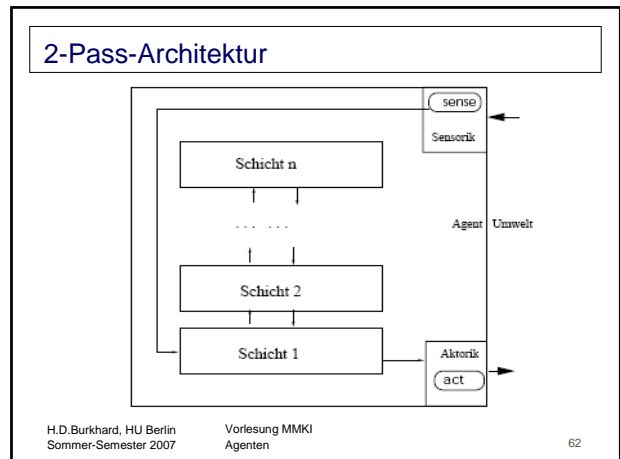 2-Pass-Architektur
sense
Sensorik
Schicht n
. . . . . .
Agent Umwelt
Schicht 2
Schicht 1
Aktorik
act
H.D.Burkhard, HU Berlin Vorlesung MMKI
Sommer-Semester 2007 Agenten 62